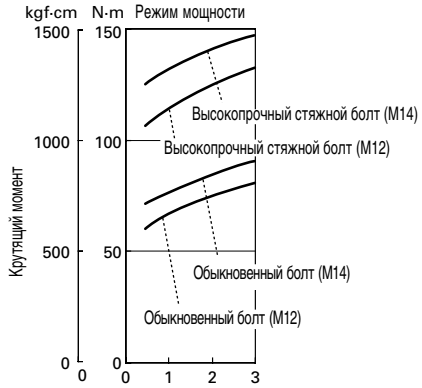 kgf·cm N·m Режим мощности
1500 150
Высокопрочный стяжной болт (M14)
1000 100
Высокопрочный стяжной болт (M12)
Крутящий момент
500 50
Обыкновенный болт (M14)
Обыкновенный болт (M12)
0 0
0 0 1 2 3